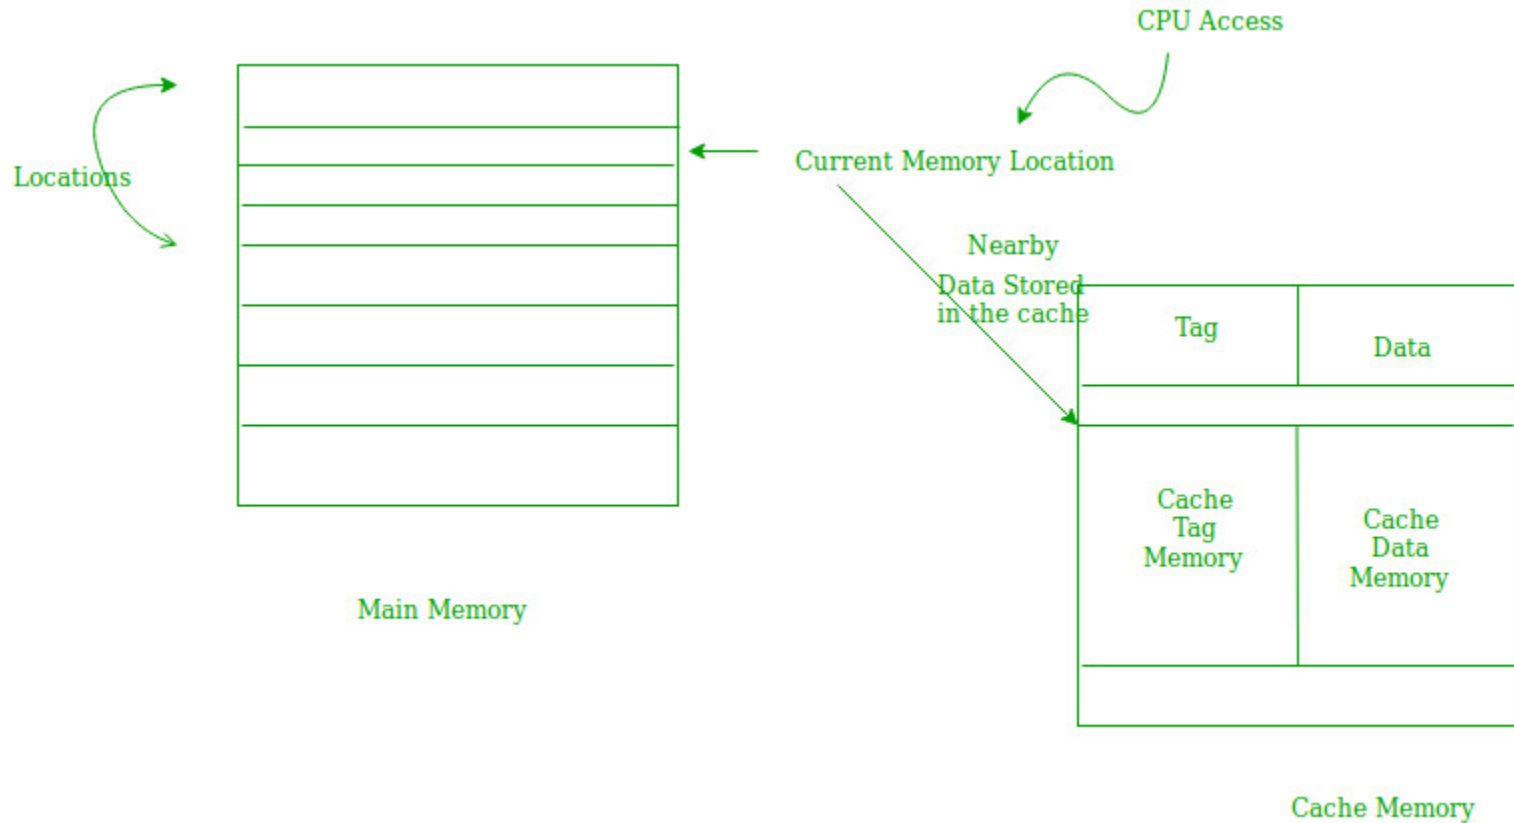 CPU Access
Locations
Current Memory Location
Nearby
Data Stored
in the cache
Tag
Data
Cache
Tag
Memory
Cache
Data
Memory
Main Memory
Cache Memory